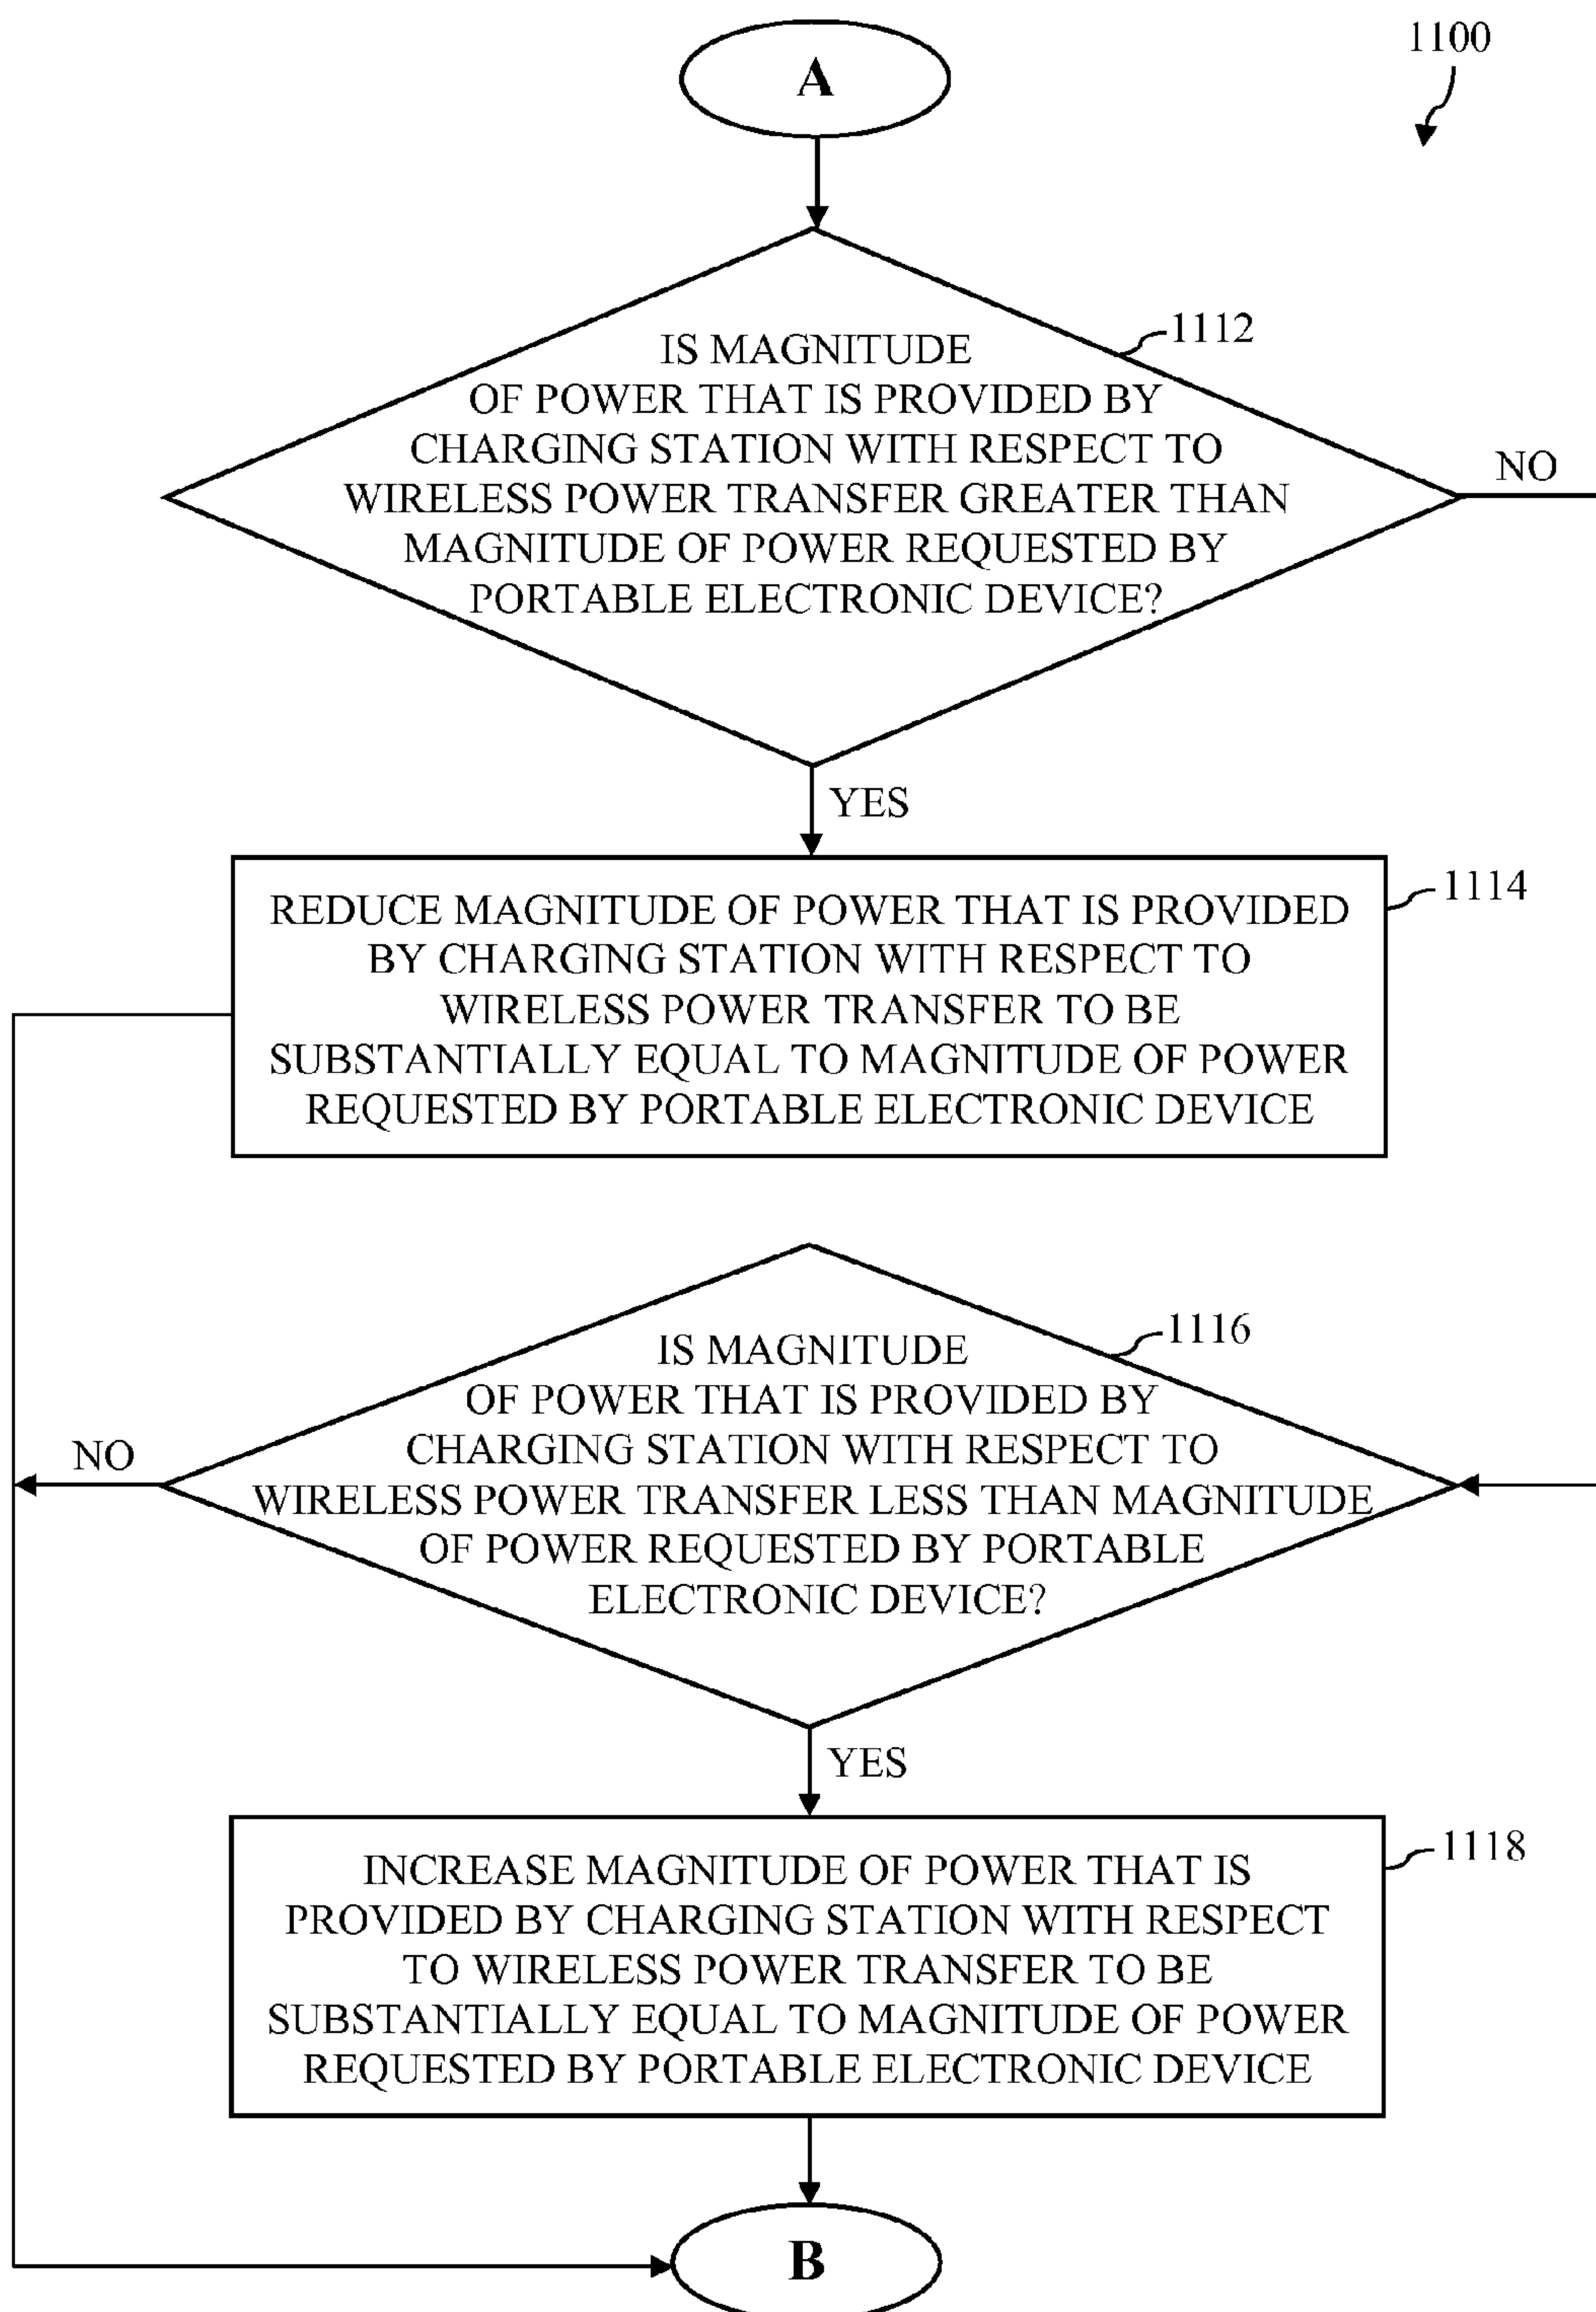 1100
A
1112
IS MAGNITUDE
OF POWER THAT IS PROVIDED BY
CHARGING STATION WITH RESPECT TO
WIRELESS POWER TRANSFER GREATER THAN
MAGNITUDE OF POWER REQUESTED BY
PORTABLE ELECTRONIC DEVICE?
NO
YES
1114
REDUCE MAGNITUDE OF POWER THAT IS PROVIDED
BY CHARGING STATION WITH RESPECT TO
WIRELESS POWER TRANSFER TO BE
SUBSTANTIALLY EQUAL TO MAGNITUDE OF POWER
REQUESTED BY PORTABLE ELECTRONIC DEVICE
1116
IS MAGNITUDE
OF POWER THAT IS PROVIDED BY
CHARGING STATION WITH RESPECT TO
WIRELESS POWER TRANSFER LESS THAN MAGNITUDE
OF POWER REQUESTED BY PORTABLE
ELECTRONIC DEVICE?
NO
YES
1118
INCREASE MAGNITUDE OF POWER THAT IS
PROVIDED BY CHARGING STATION WITH RESPECT
TO WIRELESS POWER TRANSFER TO BE
SUBSTANTIALLY EQUAL TO MAGNITUDE OF POWER
REQUESTED BY PORTABLE ELECTRONIC DEVICE
B